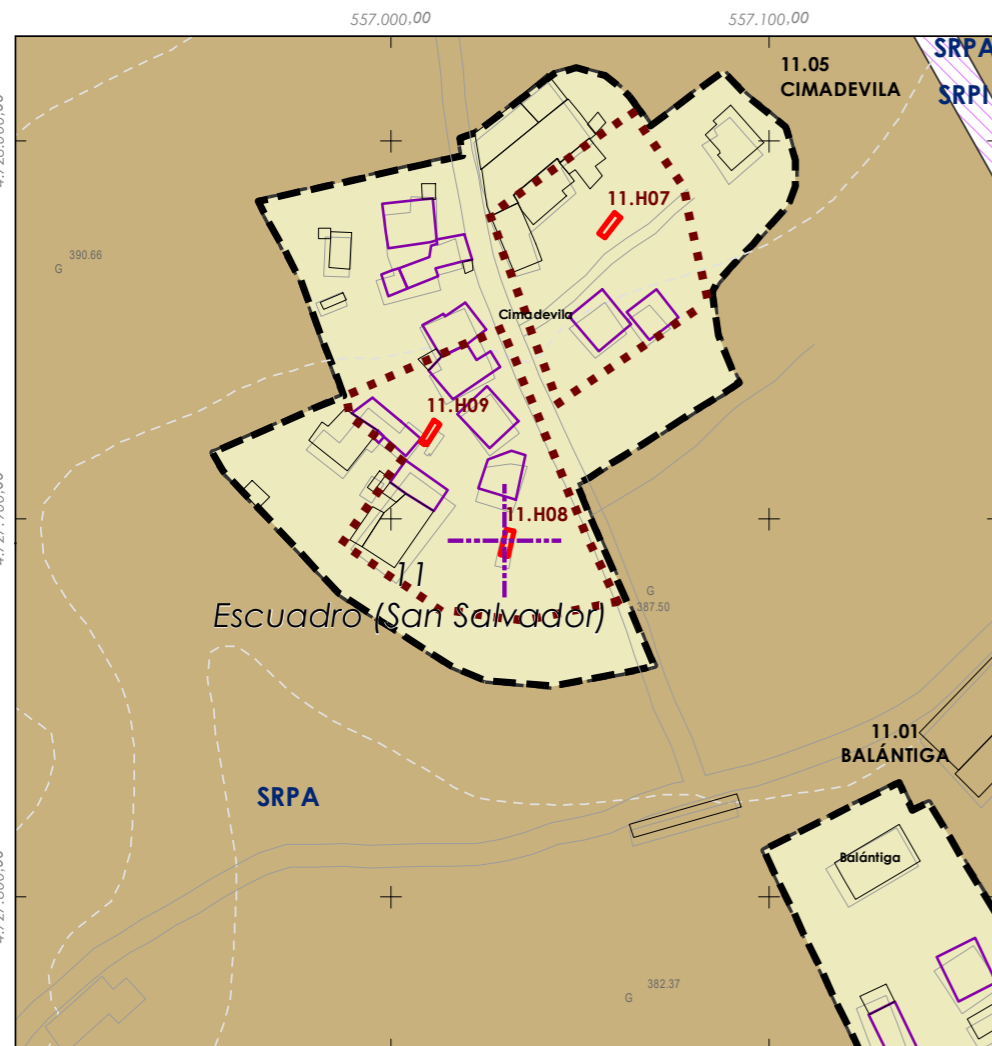 557.000,00
557.100,00
SRPA
11.05
CIMADEVILA
11.H07
390.66
G
Cimadevila
11.H09
11.H08
11
Escuadro (San Salvador)
G
387.50
11.01
BALÁNTIGA
SRPA
Balántiga
382.37
G